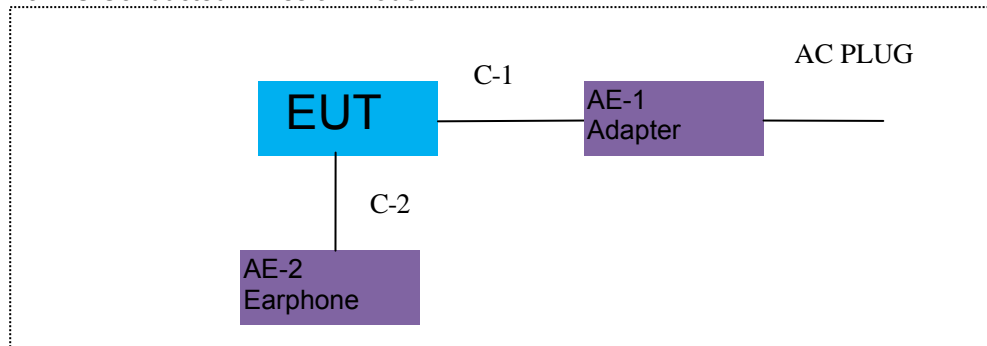 AC PLUG
C-1
EUT
AE-1
Adapter
C-2
AE-2
Earphone